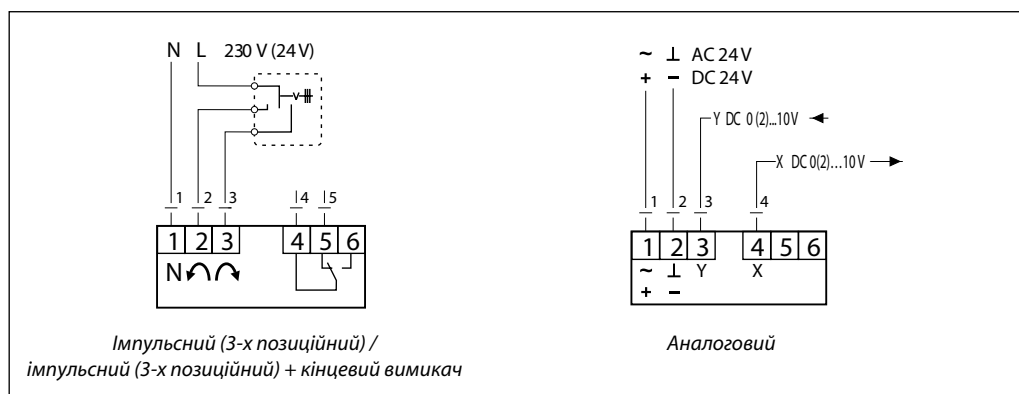 N L 230 V (24 V)
1 2 3 4 5
1 2 3 4 5 6
N
Імпульсний (3-х позиційний) /
імпульсний (3-х позиційний) + кінцевий вимикач
~ ⊥ AC 24 V
+ − DC 24 V
Y DC 0 (2)...10 V
X DC 0(2)...10 V
1 2 3 4
1 2 3 4 5 6
~ ⊥ Y X
+ −
Аналоговий